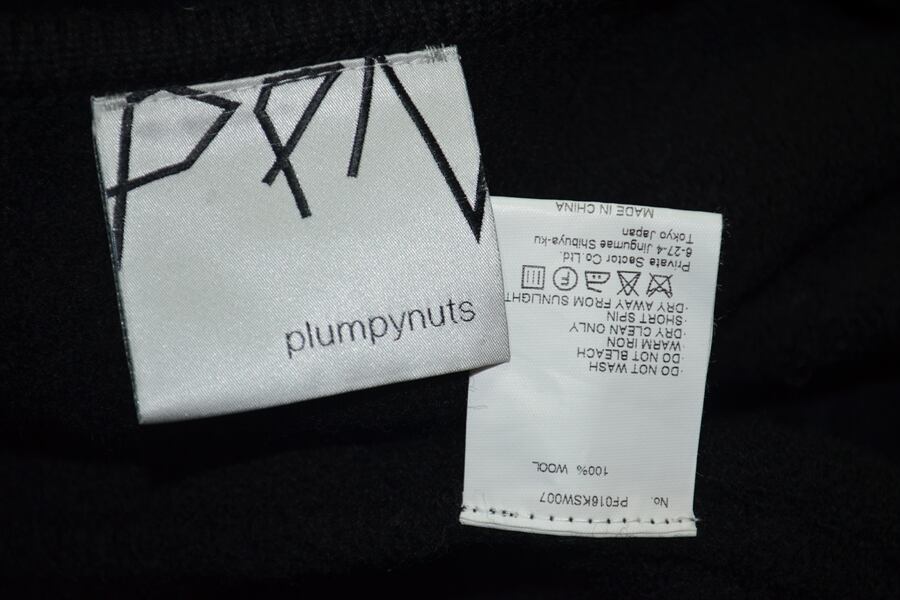 PPN
plumpynuts
No. PF016KSW007
100% WOOL
·DO NOT WASH
·DO NOT BLEACH
·WARM IRON
·DRY CLEAN ONLY
·SHORT SPIN
·DRY AWAY FROM SUNLIGHT
Private Sactor Co.Ltd.
6-27-4 Jingumae Shibuya-ku
Tokyo Japan
MADE IN CHINA